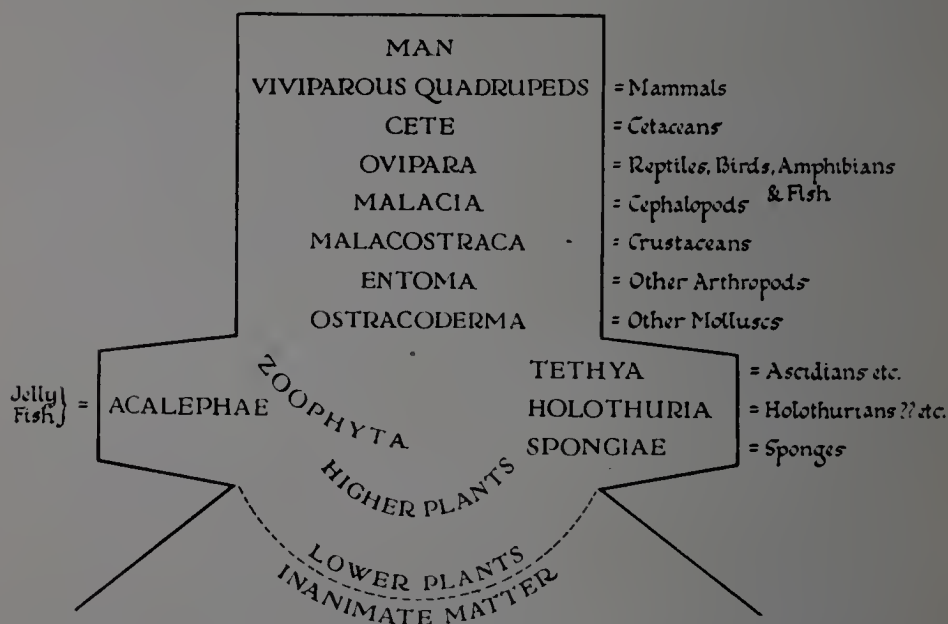 MAN
VIVIPAROUS QUADRUPEDS = Mammals
CETE = Cetaceans
OVIPARA = Reptiles, Birds, Amphibians & Fish
MALACIA = Cephalopods
MALACOSTRACA = Crustaceans
ENTOMA = Other Arthropods
OSTRACODERMA = Other Molluscs
Jelly Fish } = ACALEPHAE
ZOOPHYTA
TETHYA = Ascidians etc.
HOLOTHURIA = Holothurians ?? etc.
SPONGIAE = Sponges
HIGHER PLANTS
LOWER PLANTS
INANIMATE MATTER